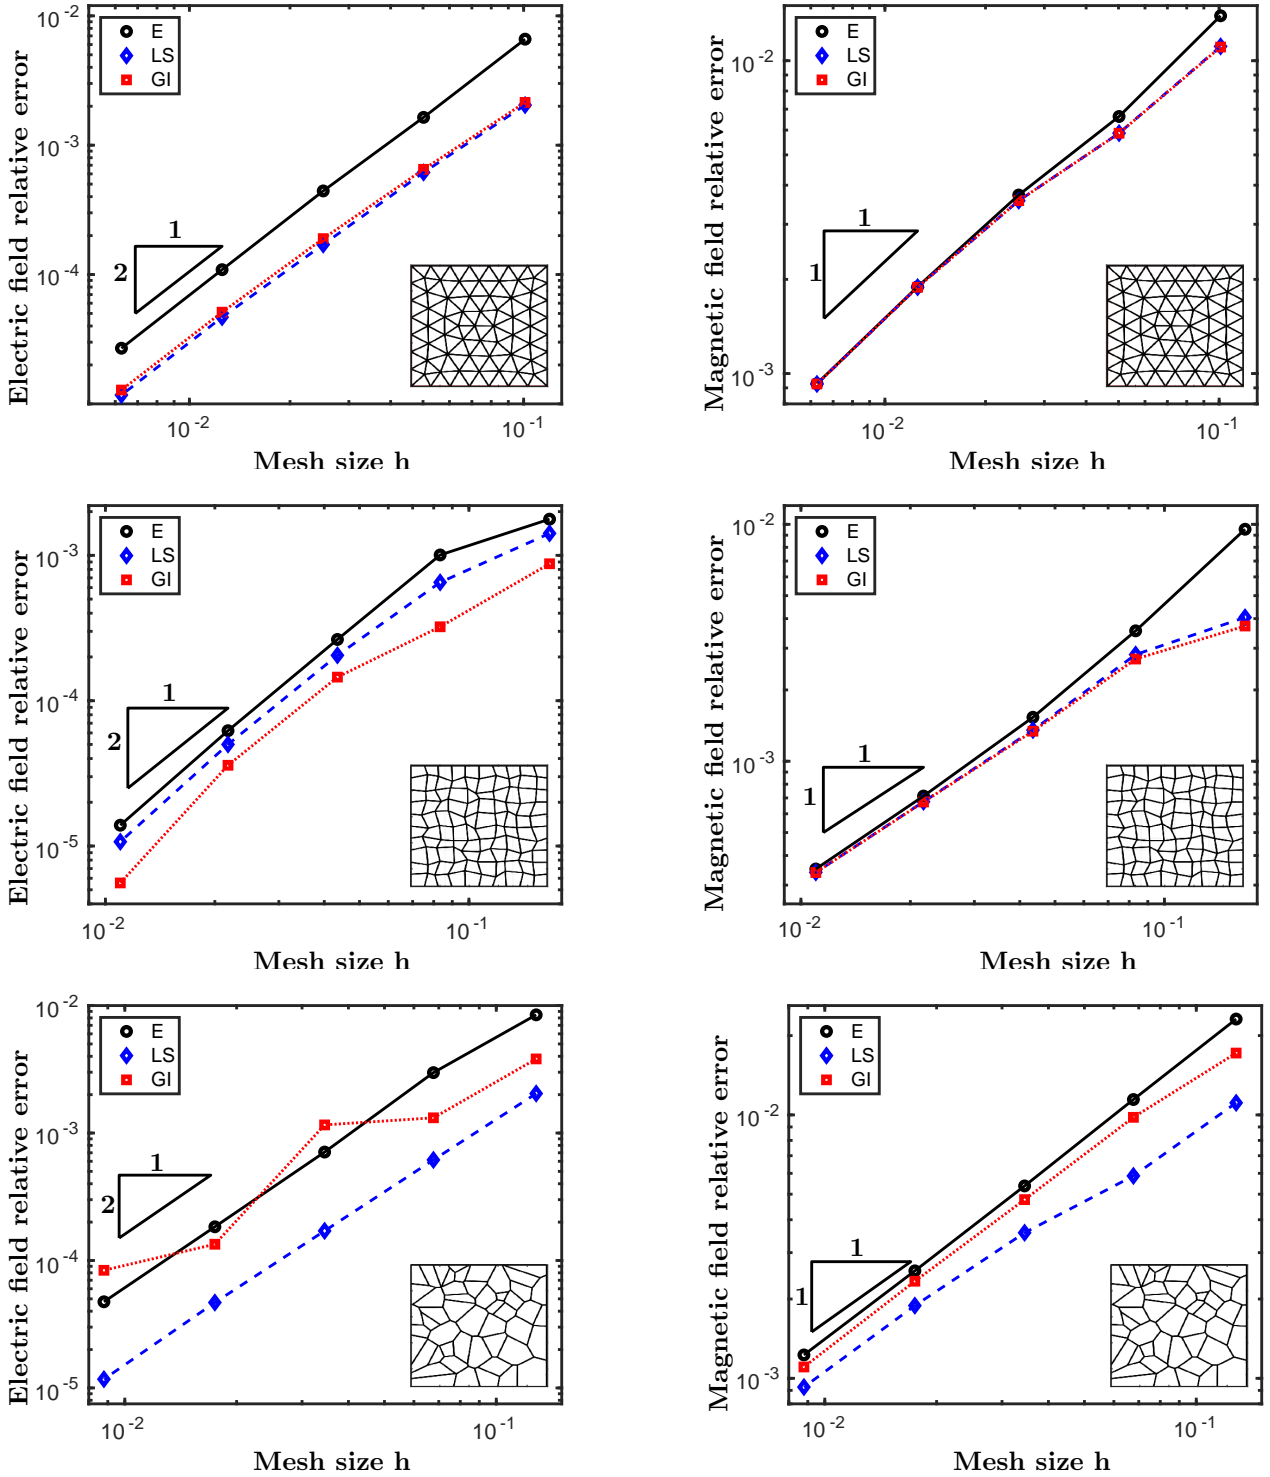 Electric field relative error
10^-2
10^-3
10^-4
E
LS
GI
1
2
10^-2
10^-1
Mesh size h
Magnetic field relative error
10^-2
10^-3
E
LS
GI
1
1
10^-2
10^-1
Mesh size h
Electric field relative error
10^-3
10^-4
10^-5
E
LS
GI
1
2
10^-2
10^-1
Mesh size h
Magnetic field relative error
10^-2
10^-3
E
LS
GI
1
1
10^-2
10^-1
Mesh size h
Electric field relative error
10^-2
10^-3
10^-4
10^-5
E
LS
GI
1
2
10^-2
10^-1
Mesh size h
Magnetic field relative error
10^-2
10^-3
E
LS
GI
1
1
10^-2
10^-1
Mesh size h